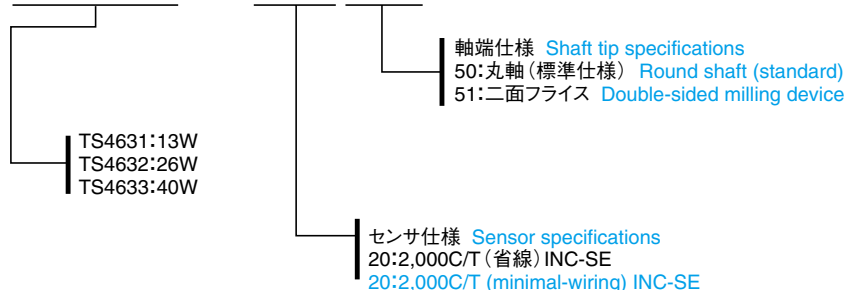 軸端仕様 Shaft tip specifications
50:丸軸（標準仕様） Round shaft (standard)
51:二面フライス Double-sided milling device
TS4631:13W
TS4632:26W
TS4633:40W
センサ仕様 Sensor specifications
20:2,000C/T（省線）INC-SE
20:2,000C/T (minimal-wiring) INC-SE